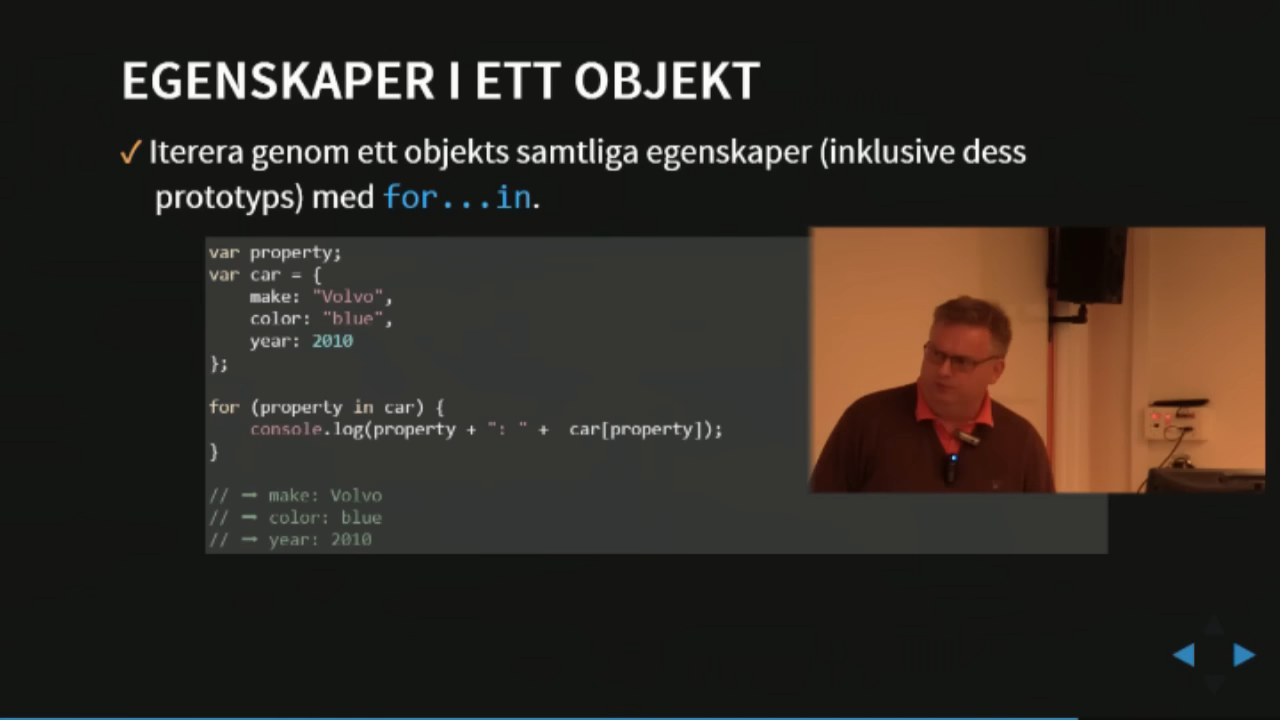 EGENSKAPER I ETT OBJEKT
✓ Iterera genom ett objekts samtliga egenskaper (inklusive dess
prototyps) med for...in.
var property;
var car = {
    make: "Volvo",
    color: "blue",
    year: 2010
};
for (property in car) {
    console.log(property + ": " +  car[property]);
}
// ➞ make: Volvo
// ➞ color: blue
// ➞ year: 2010